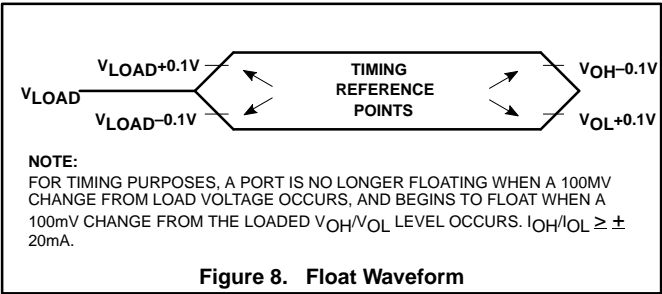 VLOAD+0.1V TIMING VOH–0.1V
VLOAD REFERENCE
VLOAD–0.1V POINTS VOL+0.1V
NOTE:
FOR TIMING PURPOSES, A PORT IS NO LONGER FLOATING WHEN A 100MV
CHANGE FROM LOAD VOLTAGE OCCURS, AND BEGINS TO FLOAT WHEN A
100mV CHANGE FROM THE LOADED VOH/VOL LEVEL OCCURS. IOH/IOL ≥ ±
20mA.
Figure 8. Float Waveform